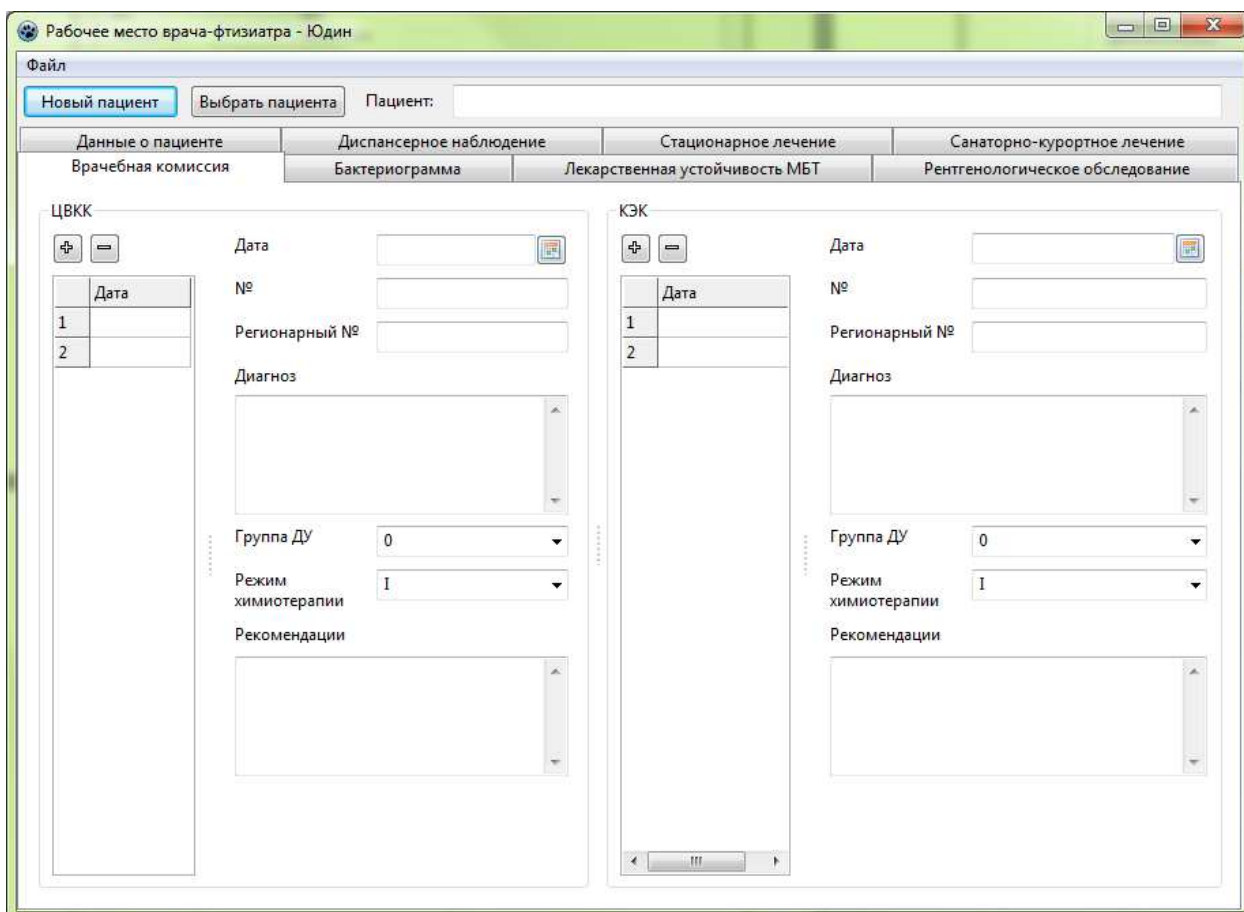 Рабочее место врача-фтизиатра - Юдин
Файл
Новый пациент Выбрать пациента Пациент:
Данные о пациенте Диспансерное наблюдение Стационарное лечение Санаторно-курортное лечение
Врачебная комиссия Бактериограмма Лекарственная устойчивость МБТ Рентгенологическое обследование
ЦВКК
Дата
Дата
1
2
№
Регионарный №
Диагноз
Группа ДУ 0
Режим
химиотерапии I
Рекомендации
КЭК
Дата
Дата
1
2
№
Регионарный №
Диагноз
Группа ДУ 0
Режим
химиотерапии I
Рекомендации